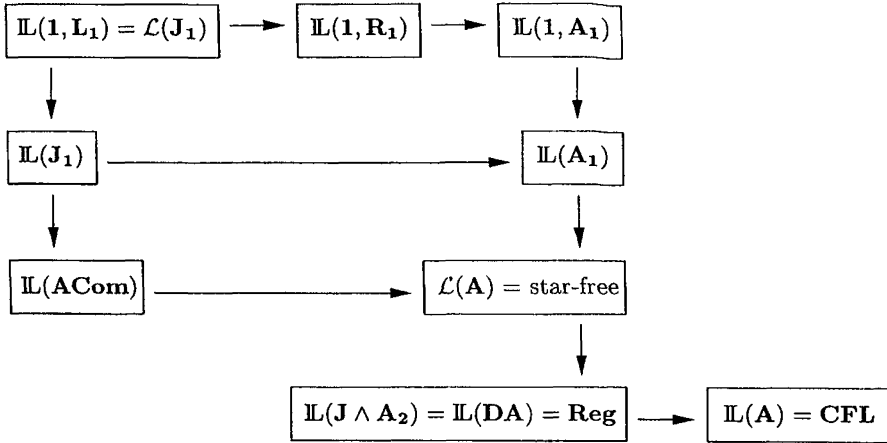 𝕃(1, L₁) = ℒ(J₁) 𝕃(1, R₁) 𝕃(1, A₁)
𝕃(J₁) 𝕃(A₁)
𝕃(ACom) ℒ(A) = star-free
𝕃(J ∧ A₂) = 𝕃(DA) = Reg 𝕃(A) = CFL